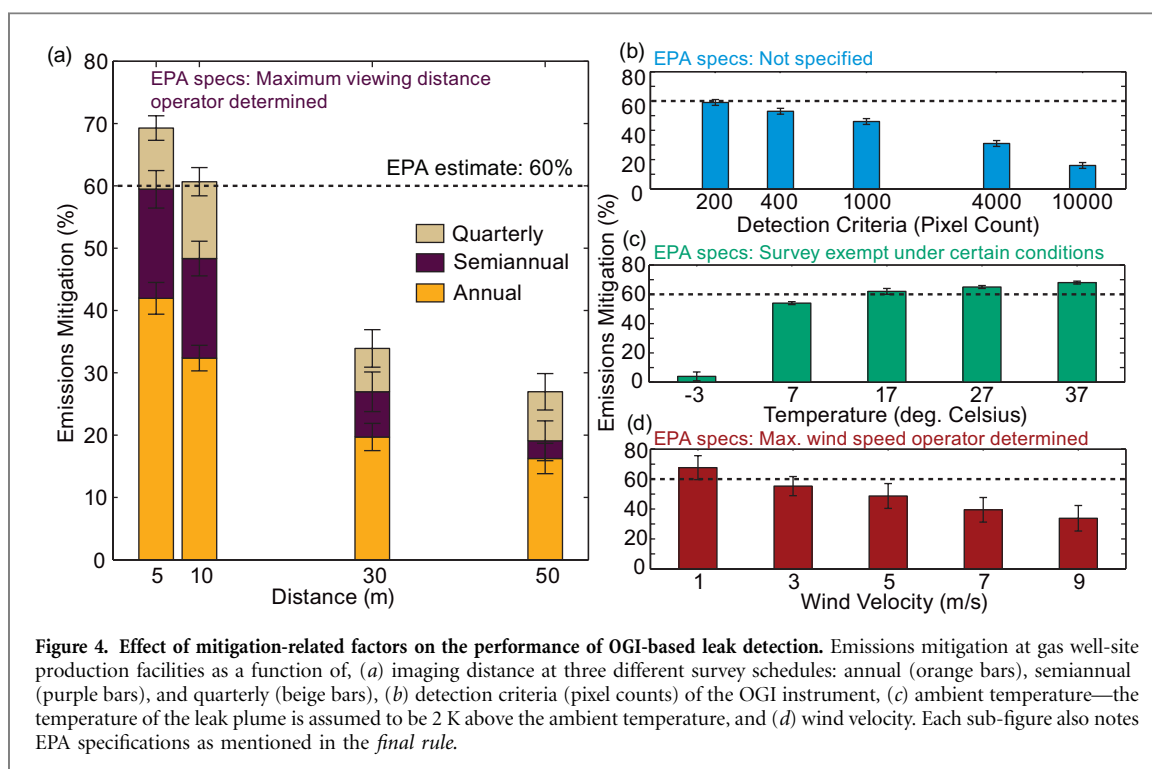 (a)
80
70
60
50
40
30
20
10
0
Emissions Mitigation (%)
EPA specs: Maximum viewing distance
operator determined
EPA estimate: 60%
Quarterly
Semiannual
Annual
5 10 30 50
Distance (m)
(b)
EPA specs: Not specified
80
60
40
20
0
200 400 1000 4000 10000
Detection Criteria (Pixel Count)
Emissions Mitigation (%)
(c)
EPA specs: Survey exempt under certain conditions
80
60
40
20
0
-3 7 17 27 37
Temperature (deg. Celsius)
(d)
EPA specs: Max. wind speed operator determined
80
60
40
20
0
1 3 5 7 9
Wind Velocity (m/s)
Figure 4. Effect of mitigation-related factors on the performance of OGI-based leak detection. Emissions mitigation at gas well-site
production facilities as a function of, (a) imaging distance at three different survey schedules: annual (orange bars), semiannual
(purple bars), and quarterly (beige bars), (b) detection criteria (pixel counts) of the OGI instrument, (c) ambient temperature—the
temperature of the leak plume is assumed to be 2 K above the ambient temperature, and (d) wind velocity. Each sub-figure also notes
EPA specifications as mentioned in the final rule.